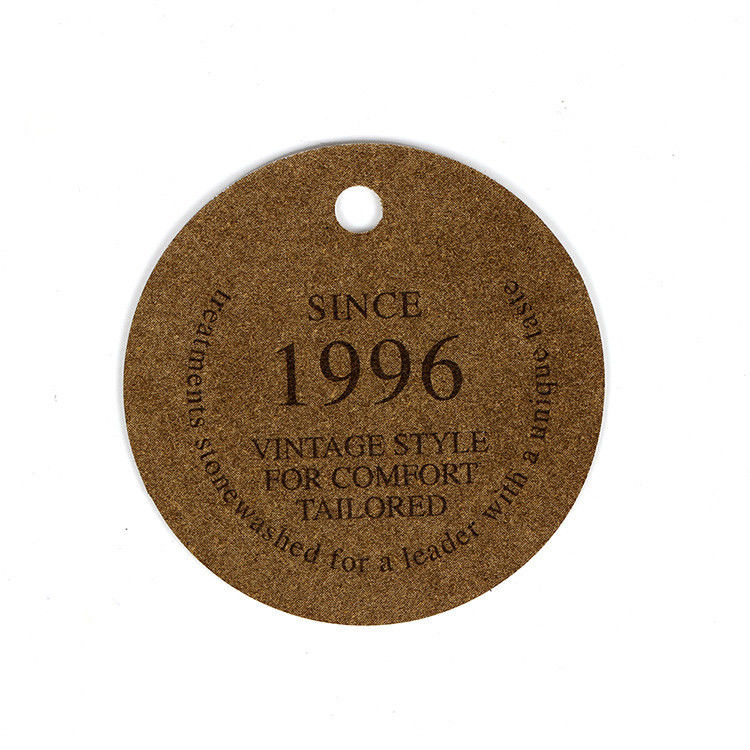 SINCE
1996
VINTAGE STYLE
FOR COMFORT
TAILORED
treatments stonewashed for a leader with a unique taste